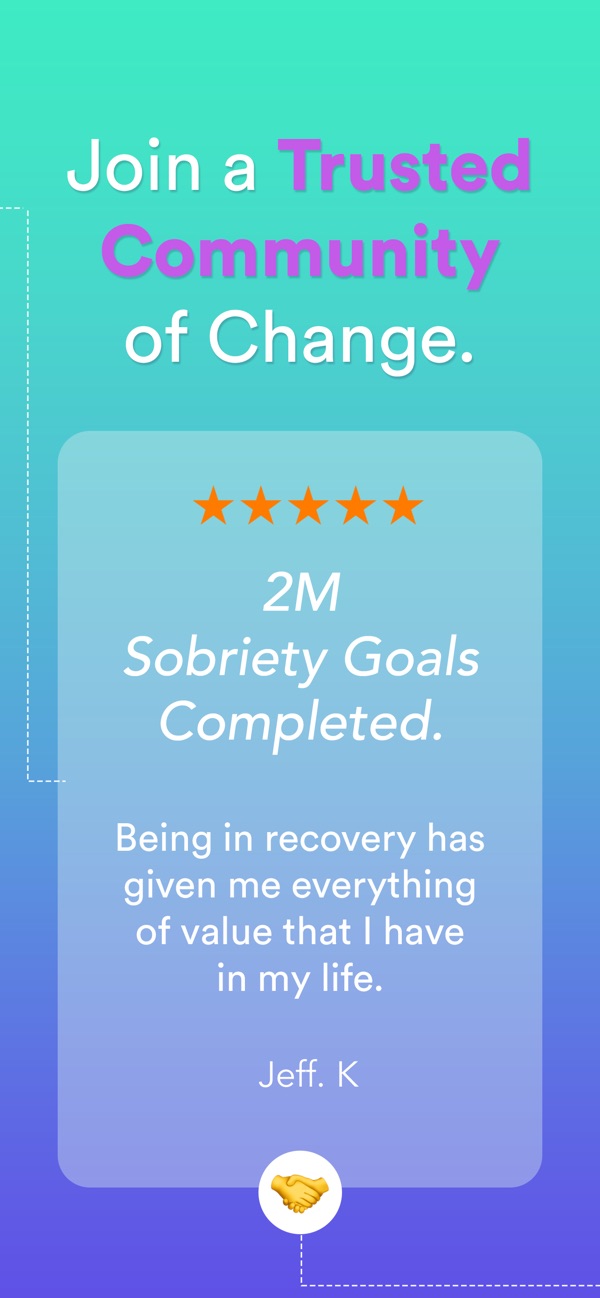 Join a Trusted
Community
of Change.
★★★★★
2M
Sobriety Goals
Completed.
Being in recovery has
given me everything
of value that I have
in my life.
Jeff. K